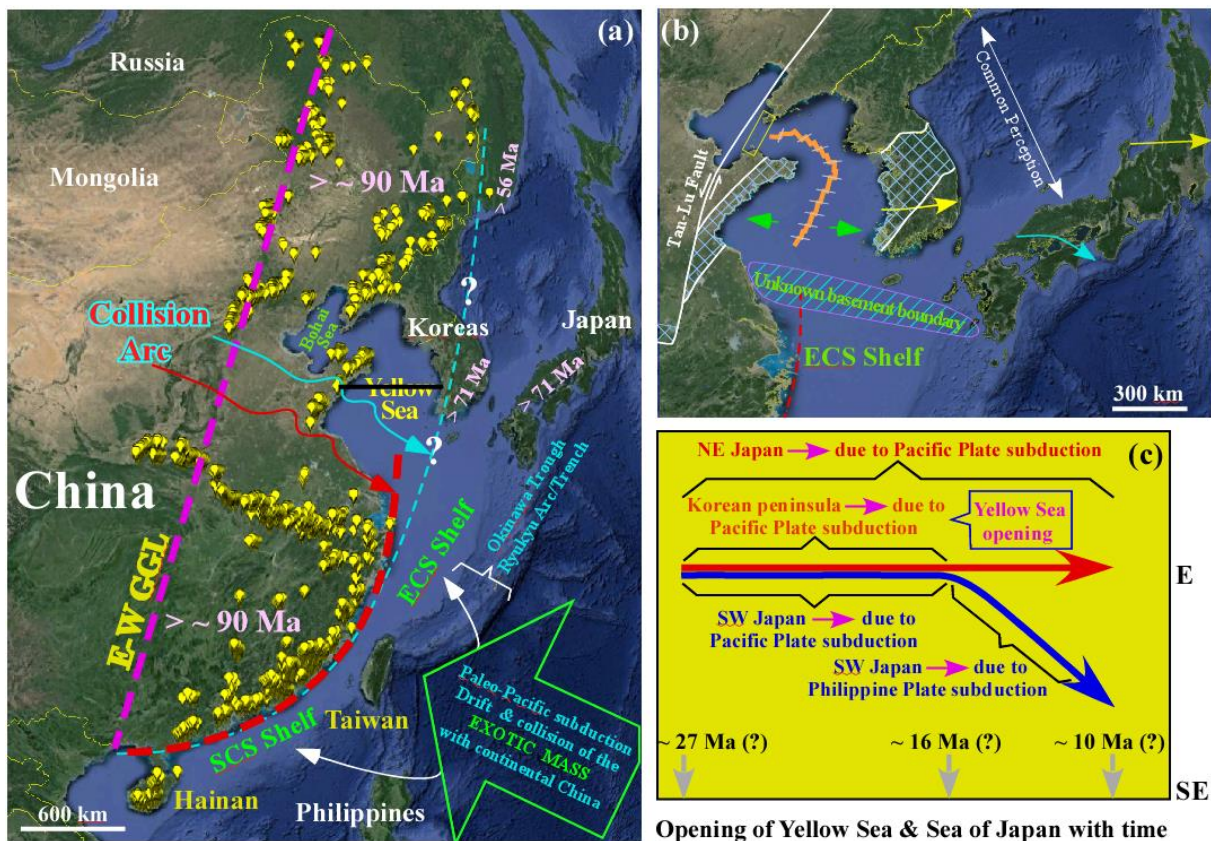 (a)
Russia
Mongolia
> ~ 90 Ma
> 56 Ma
?
Collision
Arc
Bohai
Sea
Koreas
Japan
Yellow
Sea
> 71 Ma
> 71 Ma
?
China
E-W GGL
> ~ 90 Ma
ECS Shelf
Okinawa Trough
Ryukyu Arc/Trench
SCS Shelf
Taiwan
Hainan
Philippines
600 km
Paleo-Pacific subduction
Drift & collision of the
EXOTIC MASS
with continental China
(b)
Common Perception
Tan-Lu Fault
Unknown basement boundary
ECS Shelf
300 km
(c)
NE Japan due to Pacific Plate subduction
Korean peninsula due to
Pacific Plate subduction
Yellow Sea
opening
E
SW Japan due to
Pacific Plate subduction
SW Japan due to
Philippine Plate subduction
~ 27 Ma (?)
~ 16 Ma (?)
~ 10 Ma (?)
SE
Opening of Yellow Sea & Sea of Japan with time